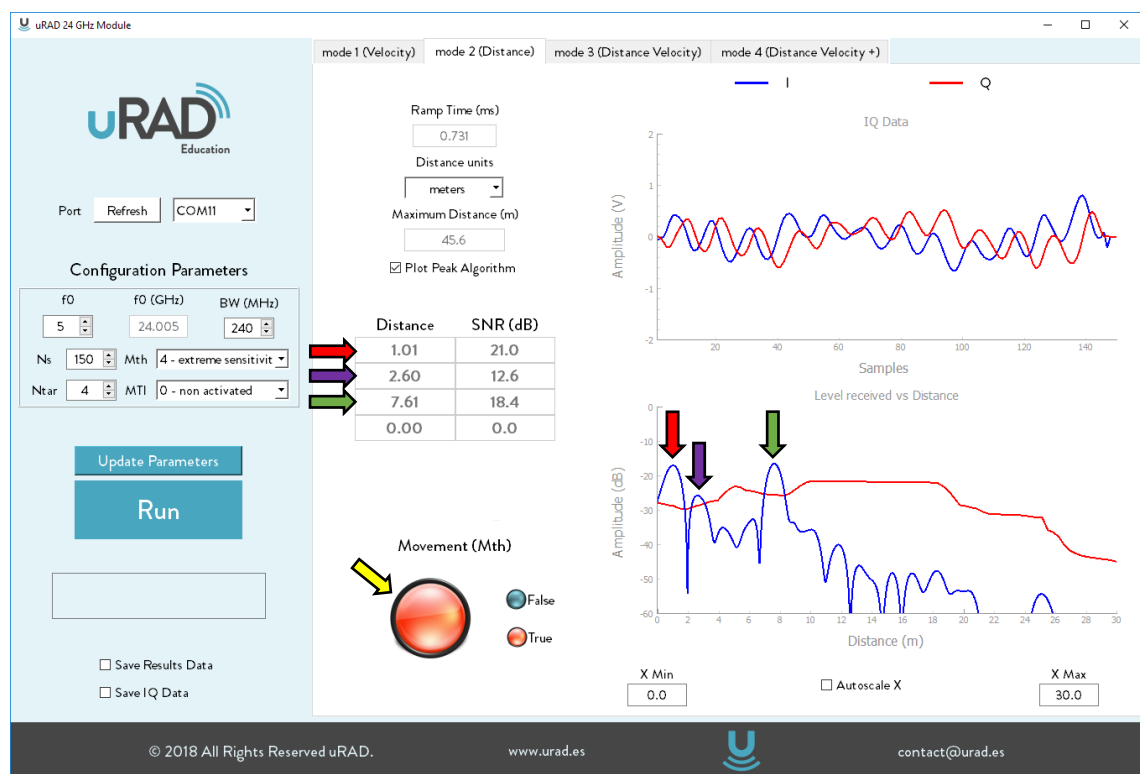 uRAD 24 GHz Module
mode 1 (Velocity) mode 2 (Distance) mode 3 (Distance Velocity) mode 4 (Distance Velocity +)
uRAD
Education
Port Refresh COM11
Configuration Parameters
f0 f0 (GHz) BW (MHz)
5 24.005 240
Ns 150 Mth 4 - extreme sensitivit
Ntar 4 MTI 0 - non activated
Update Parameters
Run
Save Results Data
Save IQ Data
Ramp Time (ms)
0.731
Distance units
meters
Maximum Distance (m)
45.6
Plot Peak Algorithm
Distance SNR (dB)
1.01 21.0
2.60 12.6
7.61 18.4
0.00 0.0
Movement (Mth)
False
True
I Q
IQ Data
Amplitude (V)
2
1
0
-1
-2
20 40 60 80 100 120 140
Samples
Level received vs Distance
Amplitude (dB)
0
-10
-20
-30
-40
-50
-60
0 2 4 6 8 10 12 14 16 18 20 22 24 26 28 30
Distance (m)
X Min
0.0
Autoscale X
X Max
30.0
© 2018 All Rights Reserved uRAD. www.urad.es contact@urad.es